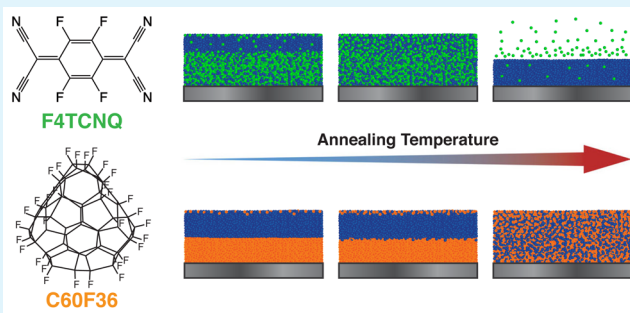 N F F N
N F F N
F4TCNQ
Annealing Temperature
C60F36